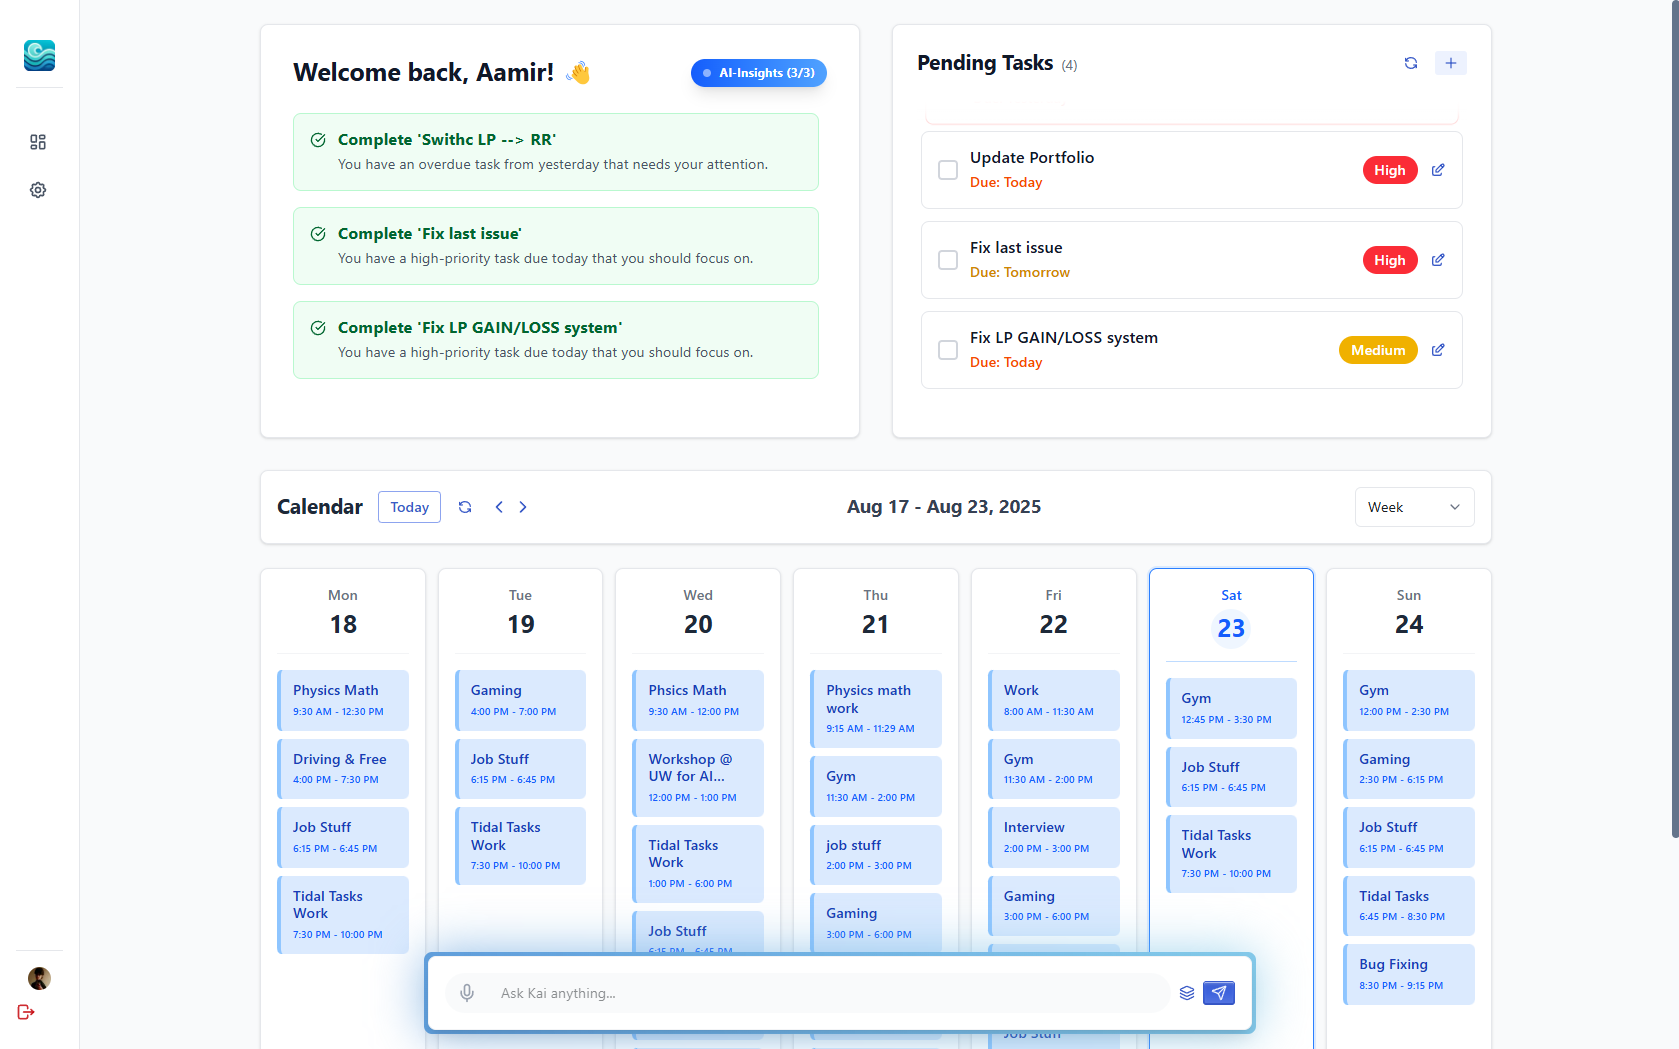 Welcome back, Aamir! 👋
AI-Insights (3/3)
Complete 'Swithc LP --> RR'
You have an overdue task from yesterday that needs your attention.
Complete 'Fix last issue'
You have a high-priority task due today that you should focus on.
Complete 'Fix LP GAIN/LOSS system'
You have a high-priority task due today that you should focus on.
Pending Tasks (4)
Update Portfolio
Due: Today
High
Fix last issue
Due: Tomorrow
High
Fix LP GAIN/LOSS system
Due: Today
Medium
Calendar
Today
Aug 17 - Aug 23, 2025
Week
Mon
18
Physics Math
9:30 AM - 12:30 PM
Driving & Free
4:00 PM - 7:30 PM
Job Stuff
6:15 PM - 6:45 PM
Tidal Tasks
Work
7:30 PM - 10:00 PM
Tue
19
Gaming
4:00 PM - 7:00 PM
Job Stuff
6:15 PM - 6:45 PM
Tidal Tasks
Work
7:30 PM - 10:00 PM
Wed
20
Phsics Math
9:30 AM - 12:00 PM
Workshop @
UW for AI...
12:00 PM - 1:00 PM
Tidal Tasks
Work
1:00 PM - 6:00 PM
Job Stuff
6:15 PM - 6:45 PM
Thu
21
Physics math
work
9:15 AM - 11:29 AM
Gym
11:30 AM - 2:00 PM
job stuff
2:00 PM - 3:00 PM
Gaming
3:00 PM - 6:00 PM
Fri
22
Work
8:00 AM - 11:30 AM
Gym
11:30 AM - 2:00 PM
Interview
2:00 PM - 3:00 PM
Gaming
3:00 PM - 6:00 PM
Job Stuff
Sat
23
Gym
12:45 PM - 3:30 PM
Job Stuff
6:15 PM - 6:45 PM
Tidal Tasks
Work
7:30 PM - 10:00 PM
Sun
24
Gym
12:00 PM - 2:30 PM
Gaming
2:30 PM - 6:15 PM
Job Stuff
6:15 PM - 6:45 PM
Tidal Tasks
6:45 PM - 8:30 PM
Bug Fixing
8:30 PM - 9:15 PM
Ask Kai anything...